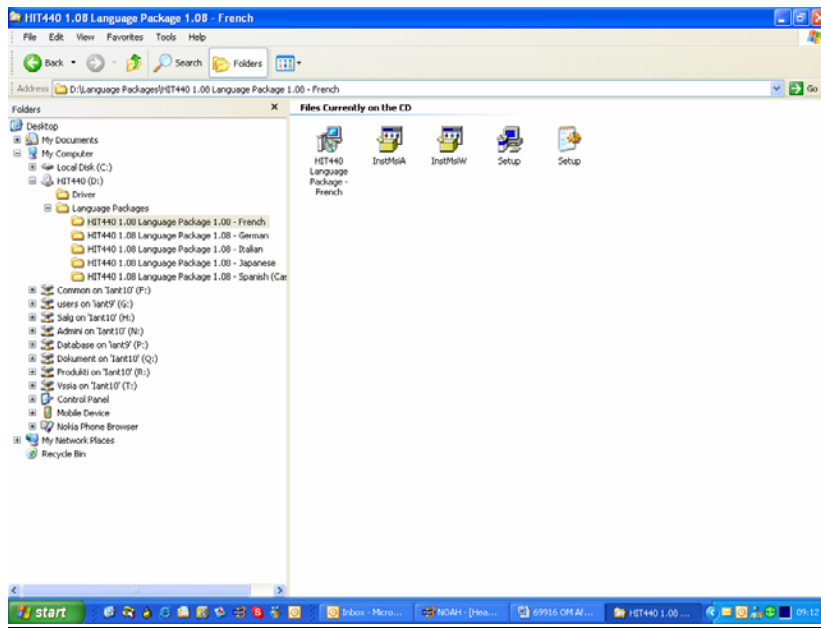 HIT440 1.08 Language Package 1.08 - French
File Edit View Favorites Tools Help
Back Search Folders
Address D:\Language Packages\HIT440 1.08 Language Package 1.08 - French Go
Folders x
Files Currently on the CD
Desktop
My Documents
My Computer
Local Disk (C:)
HIT440 (D:)
Driver
Language Packages
HIT440 1.08 Language Package 1.08 - French
HIT440 1.08 Language Package 1.08 - German
HIT440 1.08 Language Package 1.08 - Italian
HIT440 1.08 Language Package 1.08 - Japanese
HIT440 1.08 Language Package 1.08 - Spanish (Cas
Common on 'Iant10' (F:)
users on 'Iant9' (G:)
Salg on 'Iant10' (H:)
Admini on 'Iant10' (N:)
Database on 'Iant9' (P:)
Dokument on 'Iant10' (Q:)
Produkti on 'Iant10' (R:)
Vssia on 'Iant10' (T:)
Control Panel
Mobile Device
Nokia Phone Browser
My Network Places
Recycle Bin
HIT440
Language
Package -
French
InstMsiA
InstMsiW
Setup
Setup
start Inbox - Micro... NOAH - [Hea... 69916 OM Af... HIT440 1.08 ... 09:12